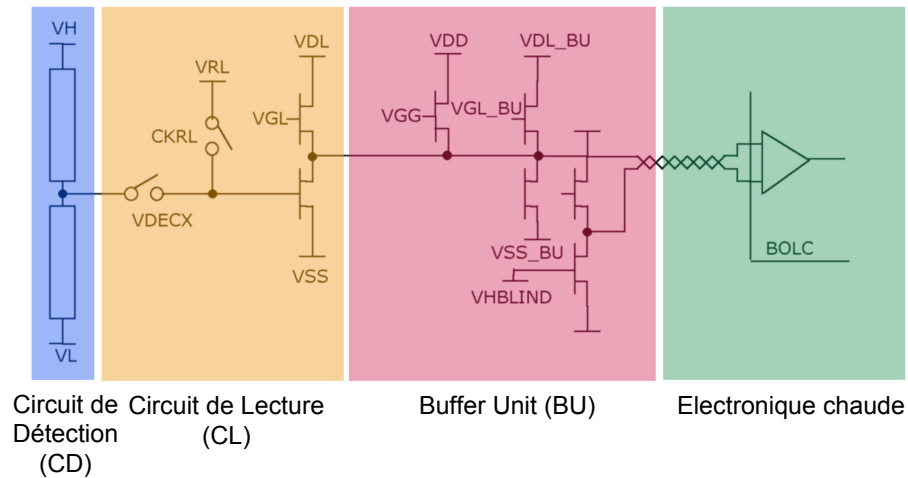 VH
VDL
VDD
VDL_BU
VRL
VGL
VGG
VGL_BU
CKRL
VDECX
VSS
VSS_BU
BOLC
VHBLIND
VL
Circuit de
Détection
(CD)
Circuit de Lecture
(CL)
Buffer Unit (BU)
Electronique chaude